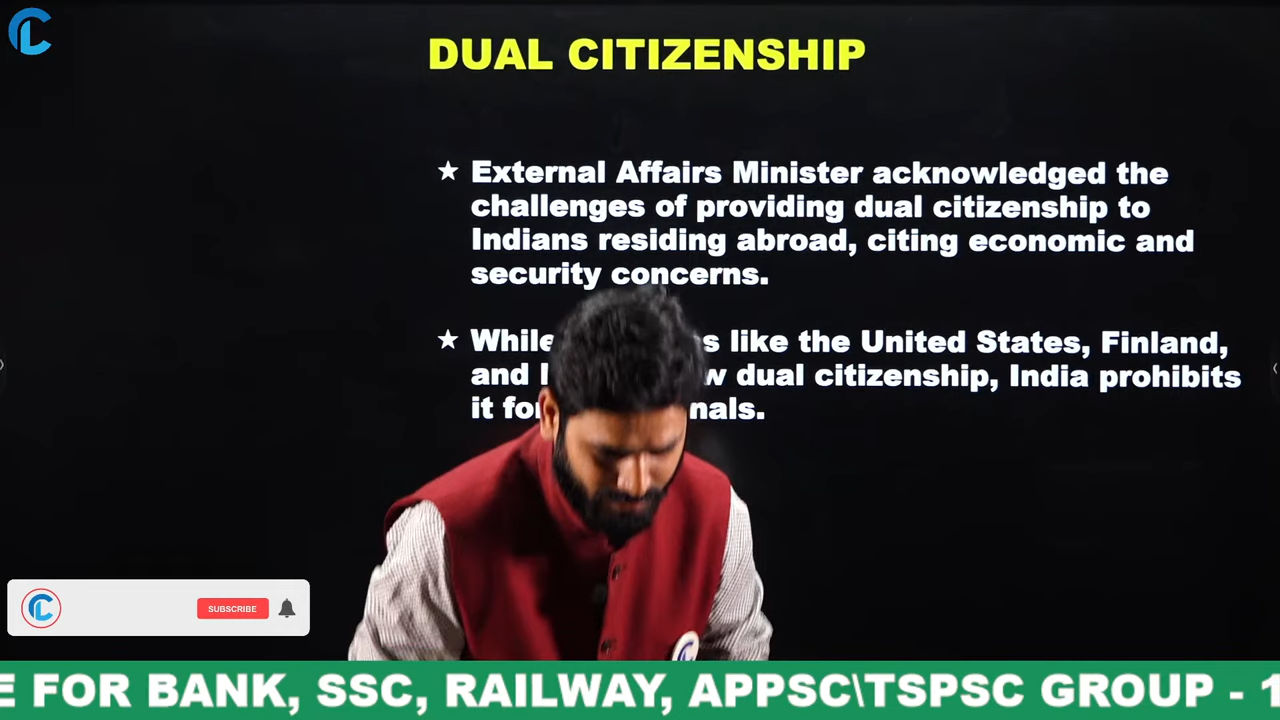 DUAL CITIZENSHIP
★ External Affairs Minister acknowledged the
challenges of providing dual citizenship to
Indians residing abroad, citing economic and
security concerns.
★ While like the United States, Finland,
and dual citizenship, India prohibits
it
SUBSCRIBE
FOR BANK, SSC, RAILWAY, APPSC\TSPSC GROUP - 1